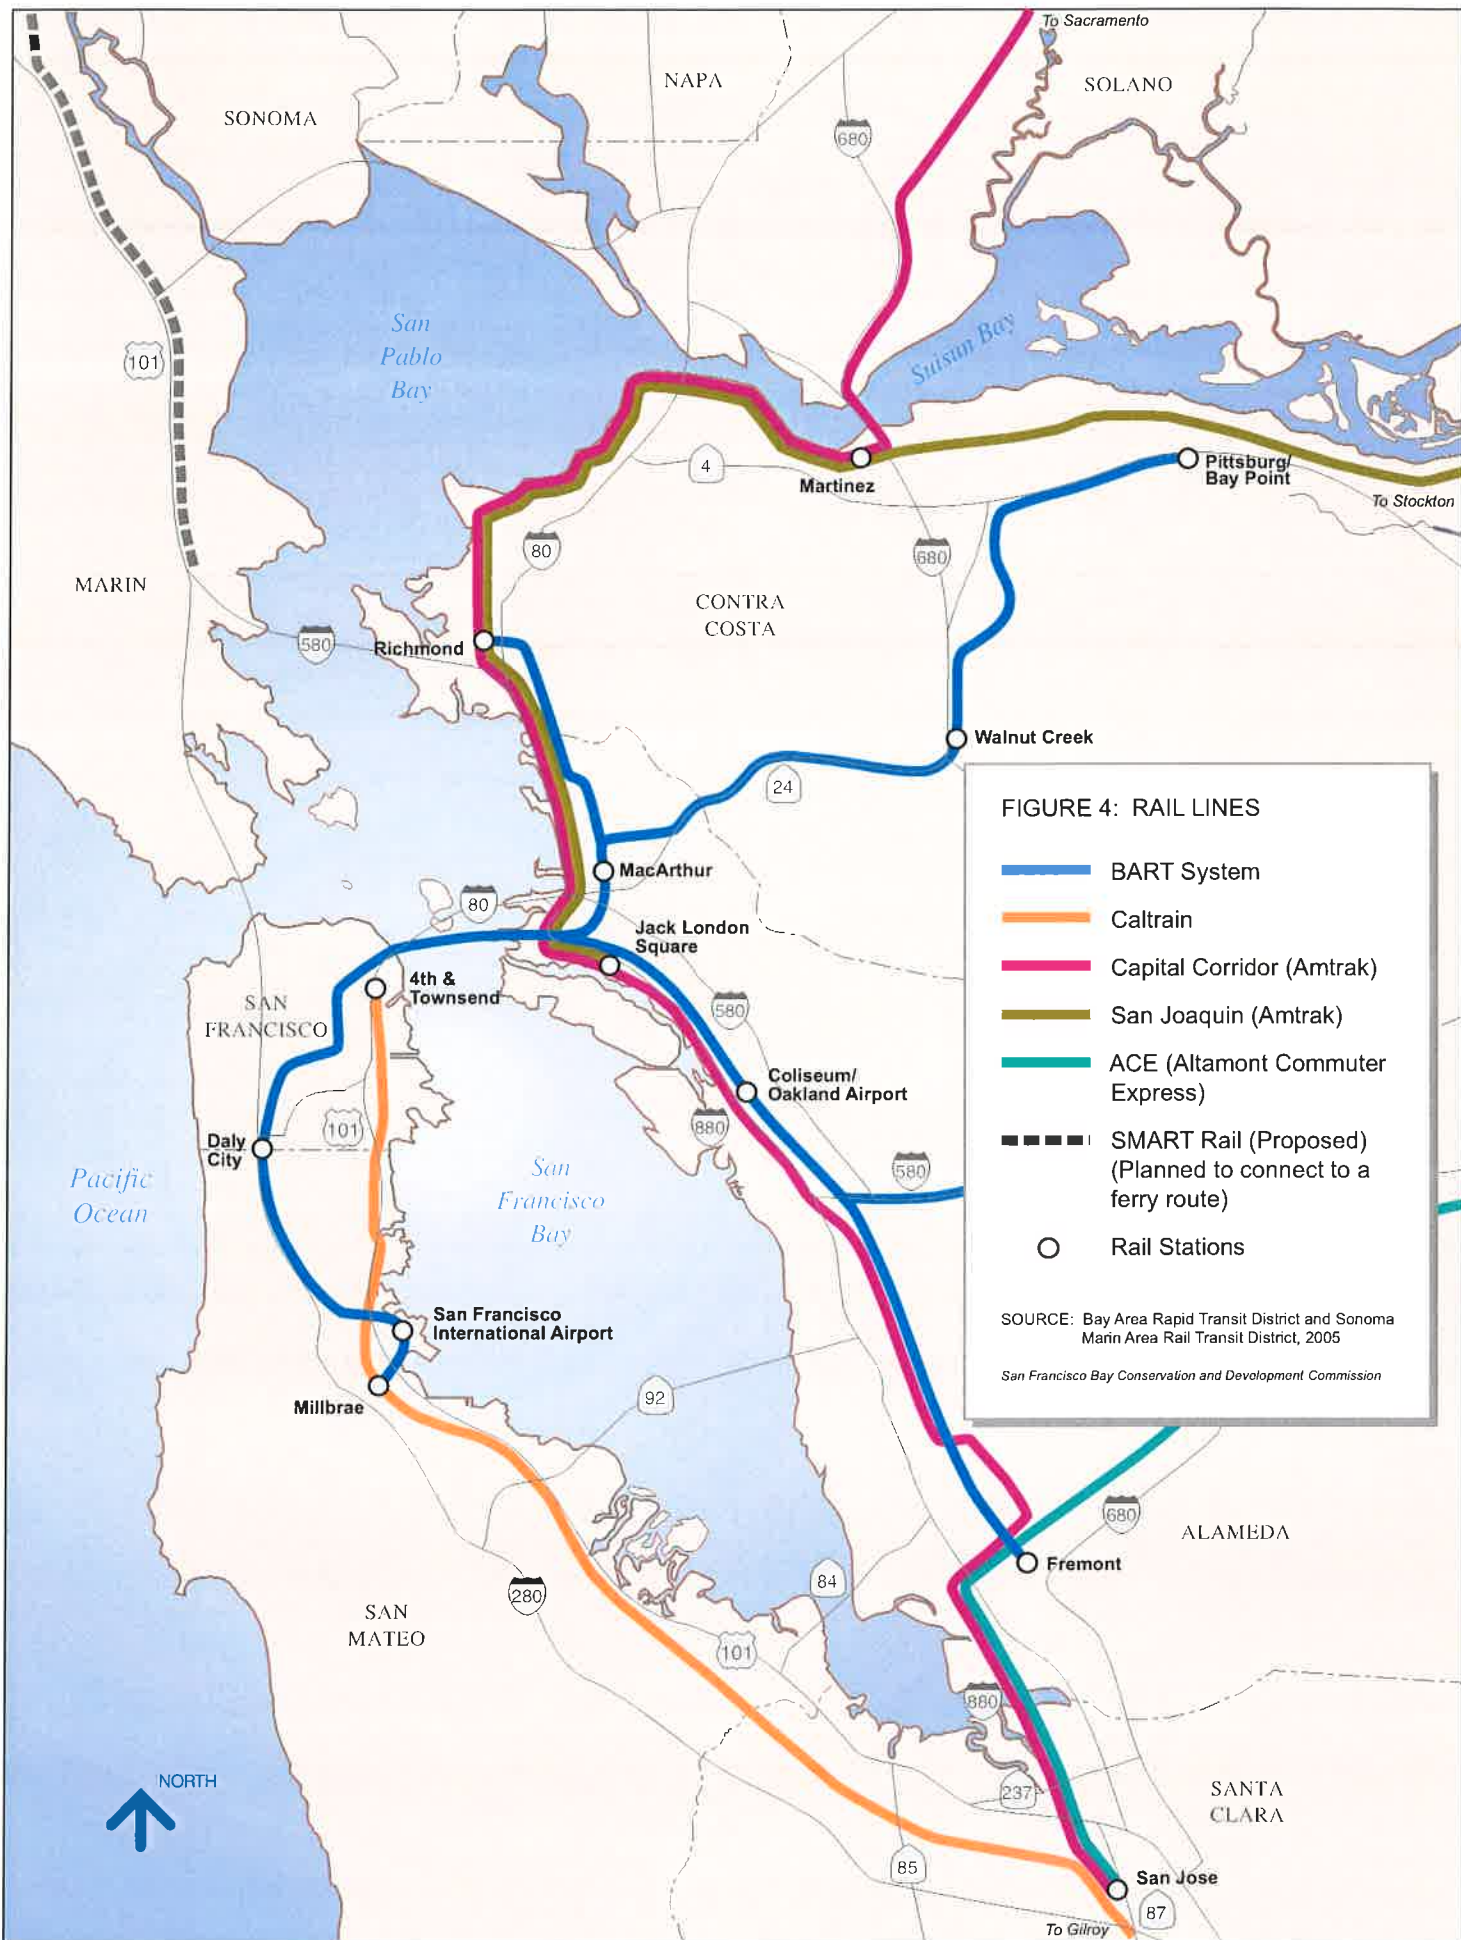 To Sacramento
NAPA
SOLANO
SONOMA
680
San
Pablo
Bay
Suisun Bay
101
4
Martinez
Pittsburg/
Bay Point
To Stockton
80
680
MARIN
CONTRA
COSTA
580
Richmond
Walnut Creek
24
MacArthur
80
Jack London
Square
4th &
Townsend
SAN
FRANCISCO
580
Coliseum/
Oakland Airport
880
101
Daly
City
580
Pacific
Ocean
San
Francisco
Bay
San Francisco
International Airport
Millbrae
92
680
ALAMEDA
Fremont
84
280
SAN
MATEO
101
880
NORTH
237
SANTA
CLARA
85
San Jose
87
To Gilroy
FIGURE 4: RAIL LINES
BART System
Caltrain
Capital Corridor (Amtrak)
San Joaquin (Amtrak)
ACE (Altamont Commuter
Express)
SMART Rail (Proposed)
(Planned to connect to a
ferry route)
Rail Stations
SOURCE: Bay Area Rapid Transit District and Sonoma
Marin Area Rail Transit District, 2005
San Francisco Bay Conservation and Development Commission